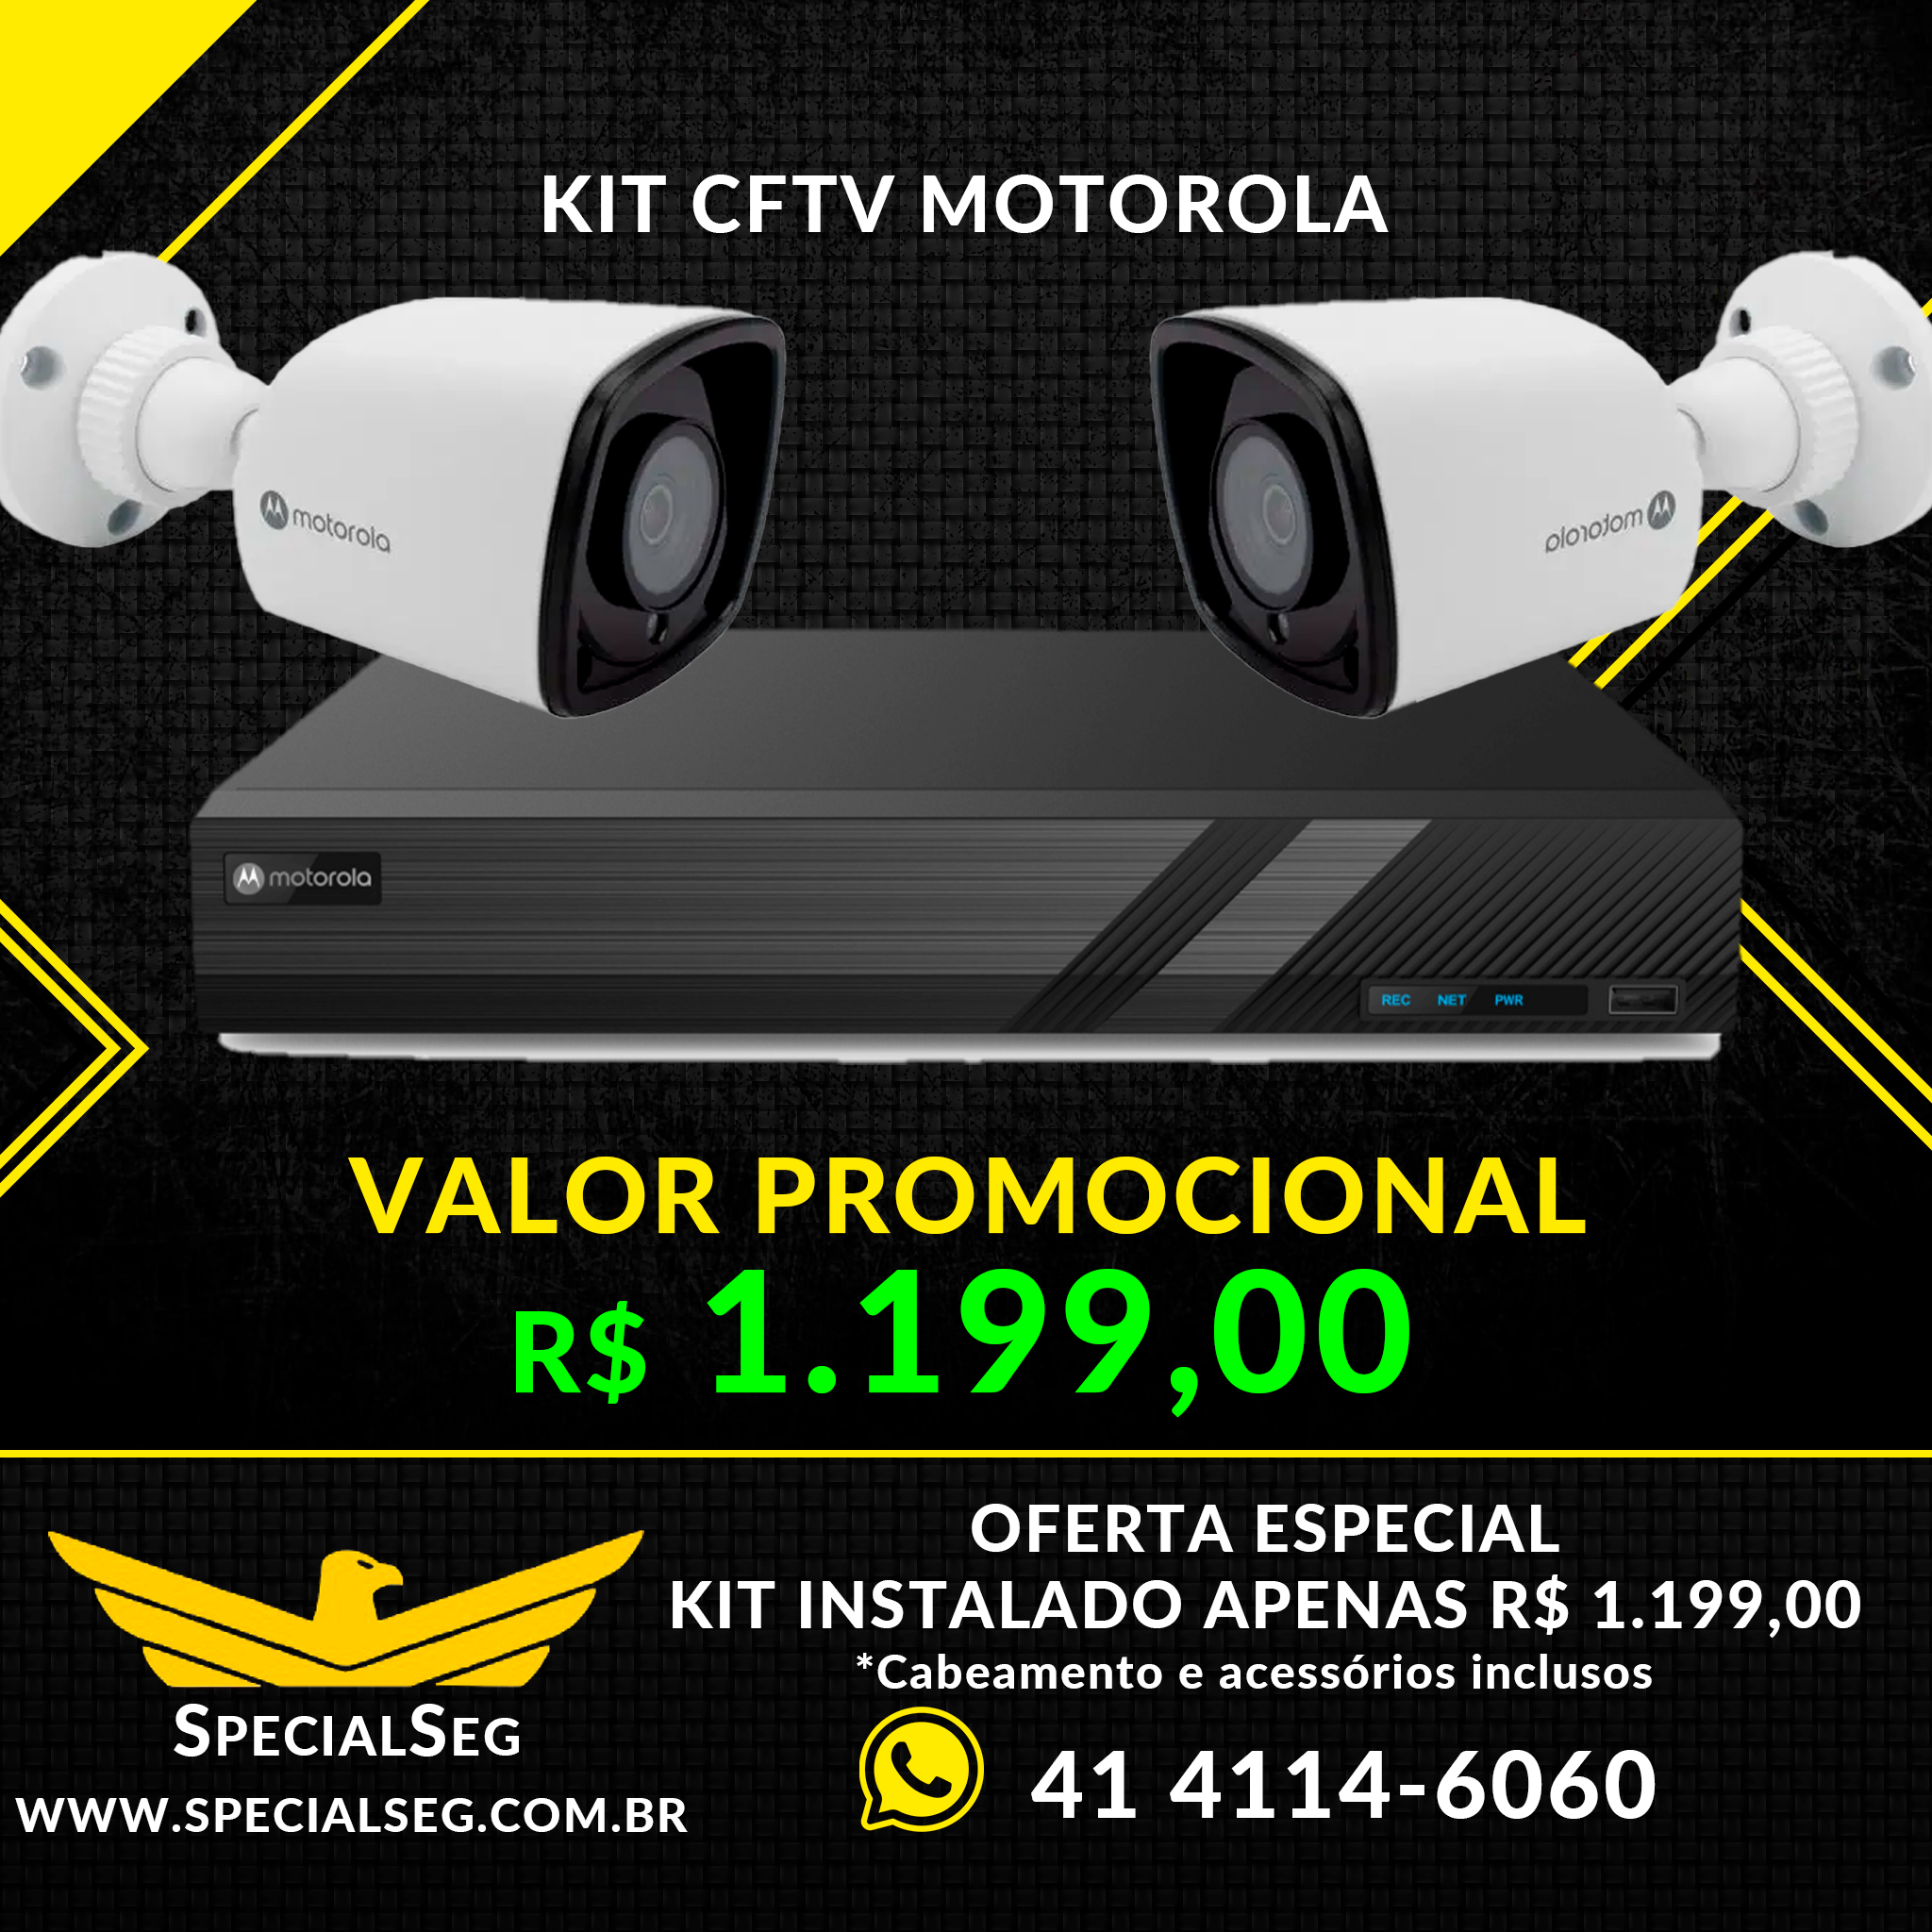 KIT CFTV MOTOROLA
motorola
motorola
motorola
REC NET PWR
VALOR PROMOCIONAL
R$ 1.199,00
OFERTA ESPECIAL
KIT INSTALADO APENAS R$ 1.199,00
*Cabeamento e acessórios inclusos
41 4114-6060
SPECIALSEG
WWW.SPECIALSEG.COM.BR